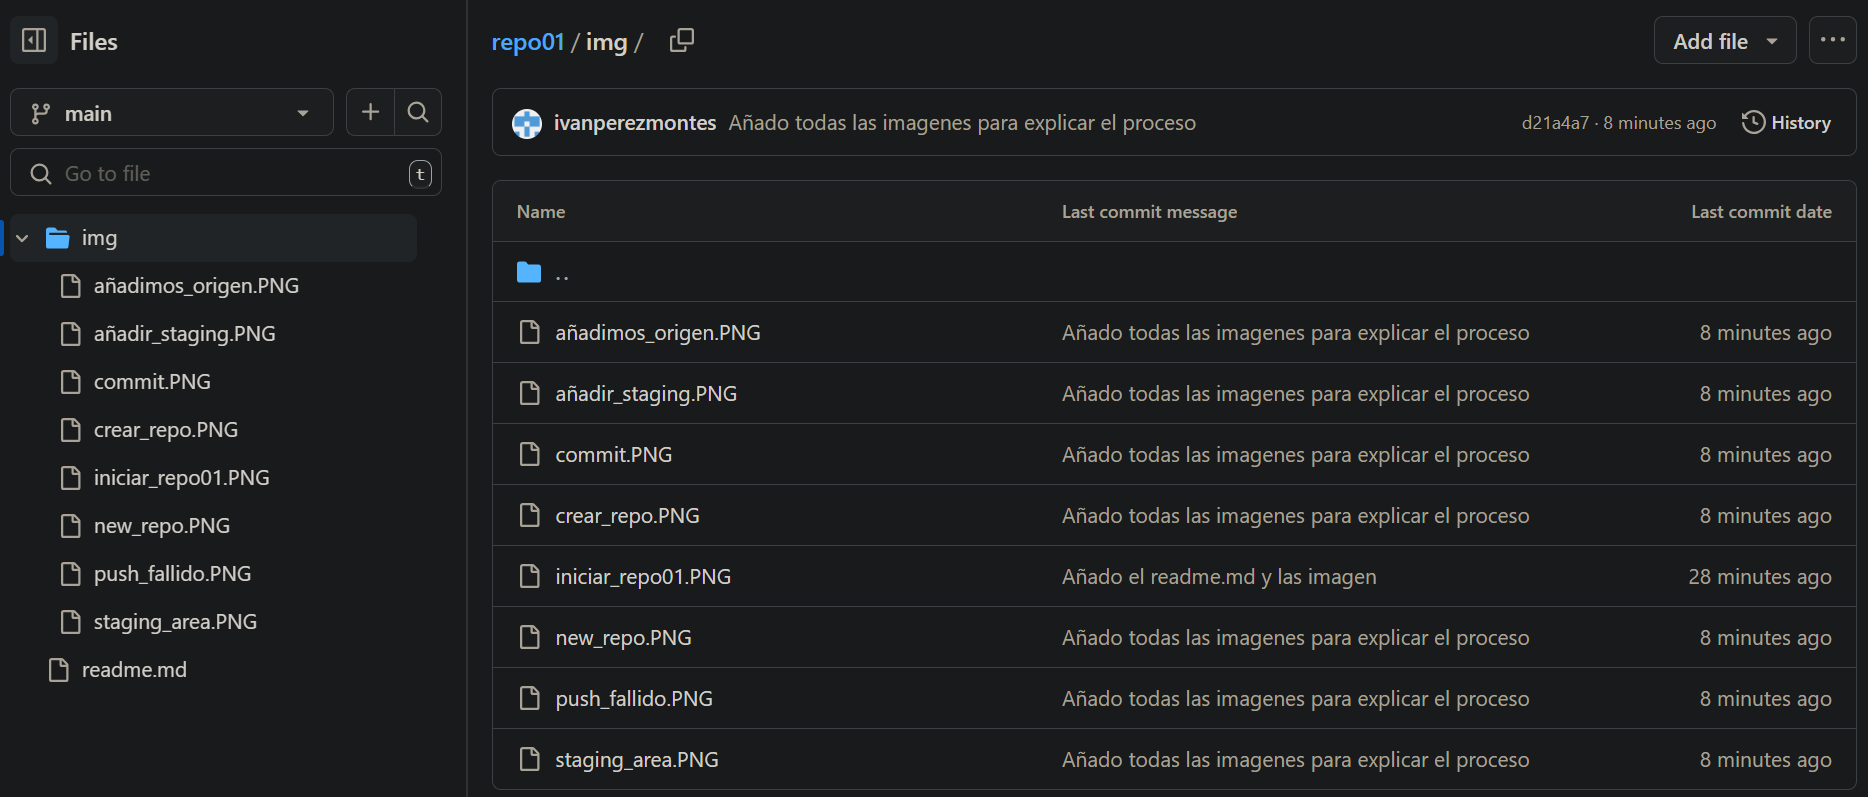 Files
main
Go to file
t
img
añadimos_origen.PNG
añadir_staging.PNG
commit.PNG
crear_repo.PNG
iniciar_repo01.PNG
new_repo.PNG
push_fallido.PNG
staging_area.PNG
readme.md
repo01 / img /
Add file
ivanperezmontes Añado todas las imagenes para explicar el proceso d21a4a7 · 8 minutes ago History
Name Last commit message Last commit date
..
añadimos_origen.PNG Añado todas las imagenes para explicar el proceso 8 minutes ago
añadir_staging.PNG Añado todas las imagenes para explicar el proceso 8 minutes ago
commit.PNG Añado todas las imagenes para explicar el proceso 8 minutes ago
crear_repo.PNG Añado todas las imagenes para explicar el proceso 8 minutes ago
iniciar_repo01.PNG Añado el readme.md y las imagen 28 minutes ago
new_repo.PNG Añado todas las imagenes para explicar el proceso 8 minutes ago
push_fallido.PNG Añado todas las imagenes para explicar el proceso 8 minutes ago
staging_area.PNG Añado todas las imagenes para explicar el proceso 8 minutes ago